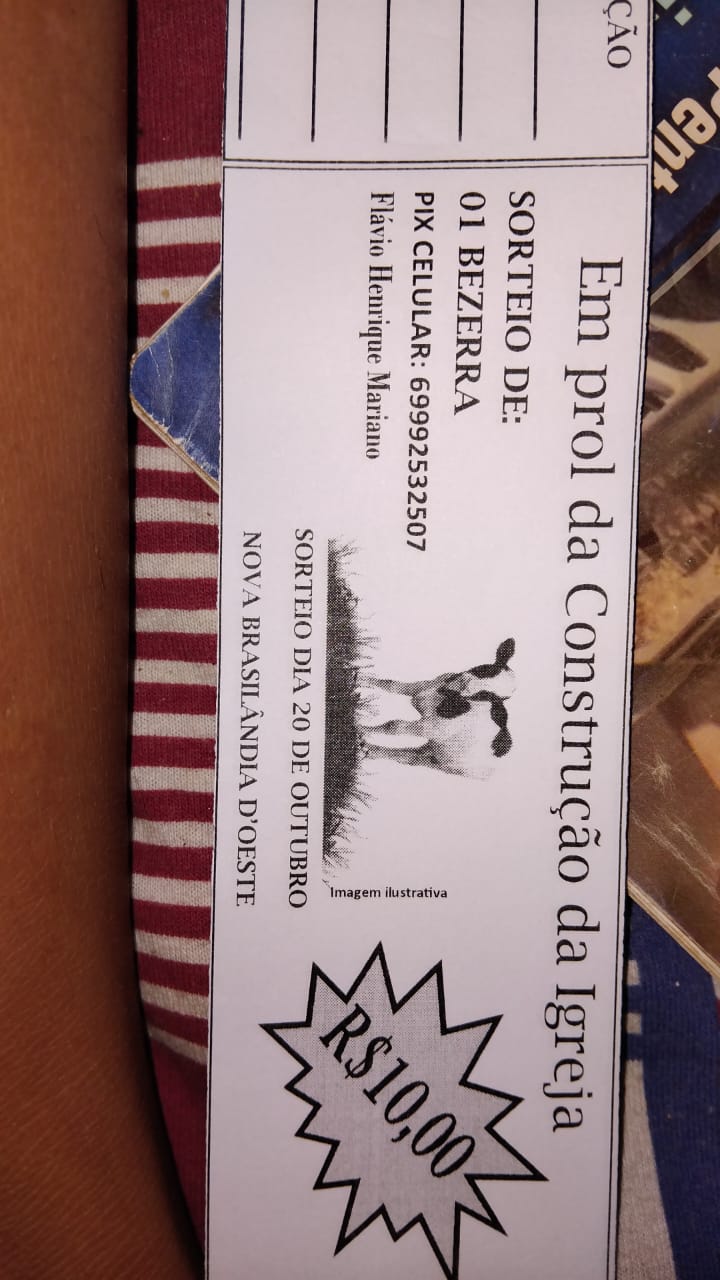 ÇÃO
Em prol da Construção da Igreja
SORTEIO DE:
01 BEZERRA
PIX CELULAR: 69992532507
Flávio Henrique Mariano
Imagem ilustrativa
SORTEIO DIA 20 DE OUTUBRO
NOVA BRASILÂNDIA D'OESTE
R$10,00
Pent